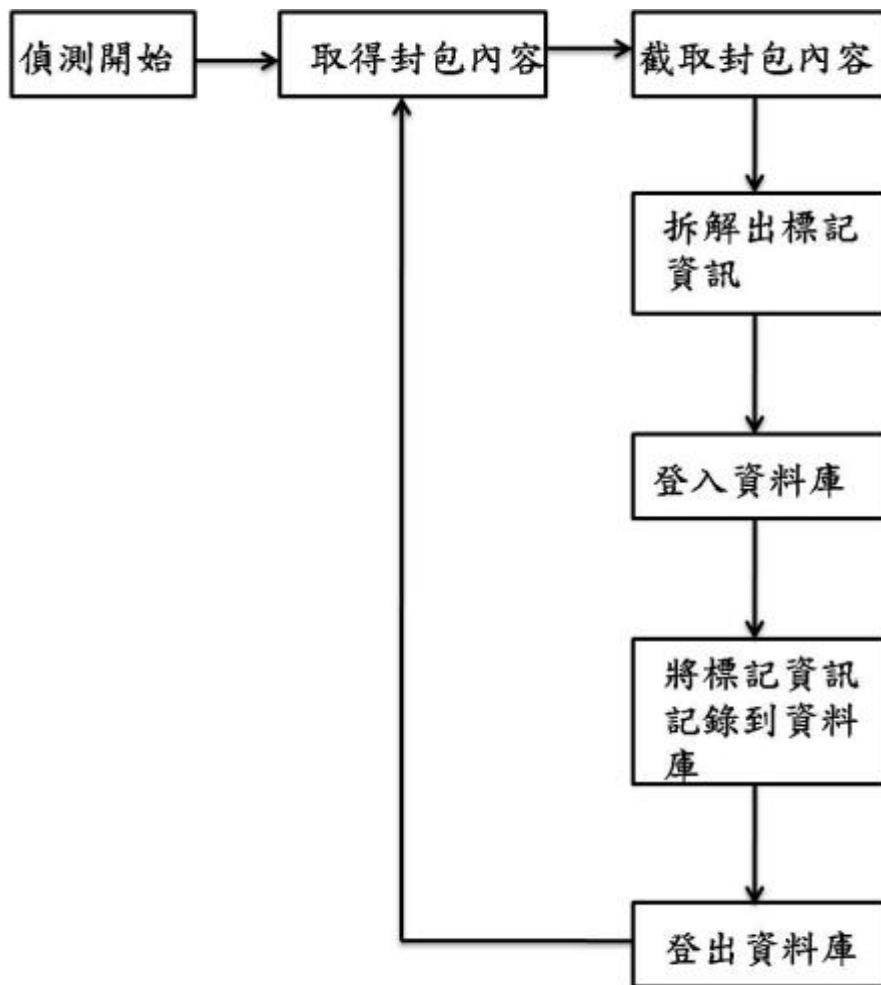 偵測開始
取得封包內容
截取封包內容
拆解出標記
資訊
登入資料庫
將標記資訊
記錄到資料
庫
登出資料庫